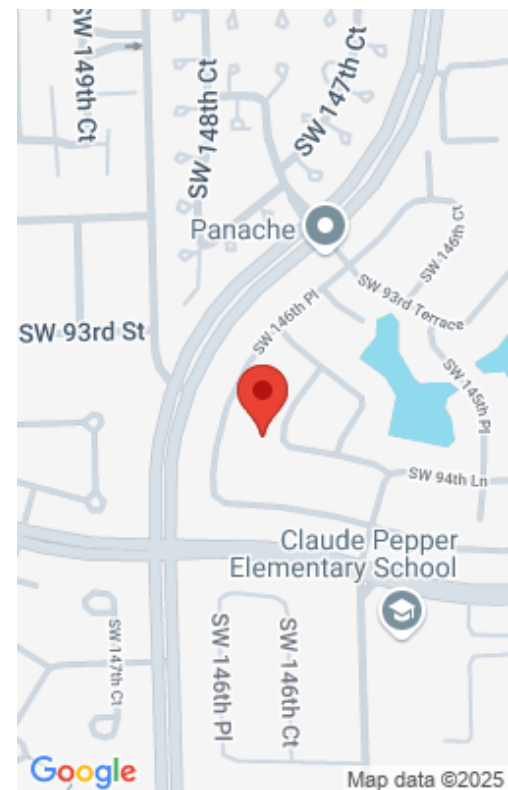 SW 149th Ct
SW 148th Ct
SW 147th Ct
Panache
SW 146th Ct
SW 93rd Terrace
SW 146th Pl
SW 93rd St
SW 145th Pl
SW 94th Ln
Claude Pepper
Elementary School
SW 147th Ct
SW 146th Pl
SW 146th Ct
Google
Map data ©2025